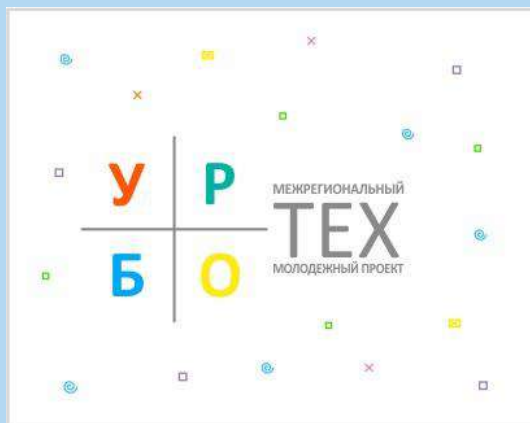 У Р
Б О
МЕЖРЕГИОНАЛЬНЫЙ
ТЕХ
МОЛОДЕЖНЫЙ ПРОЕКТ